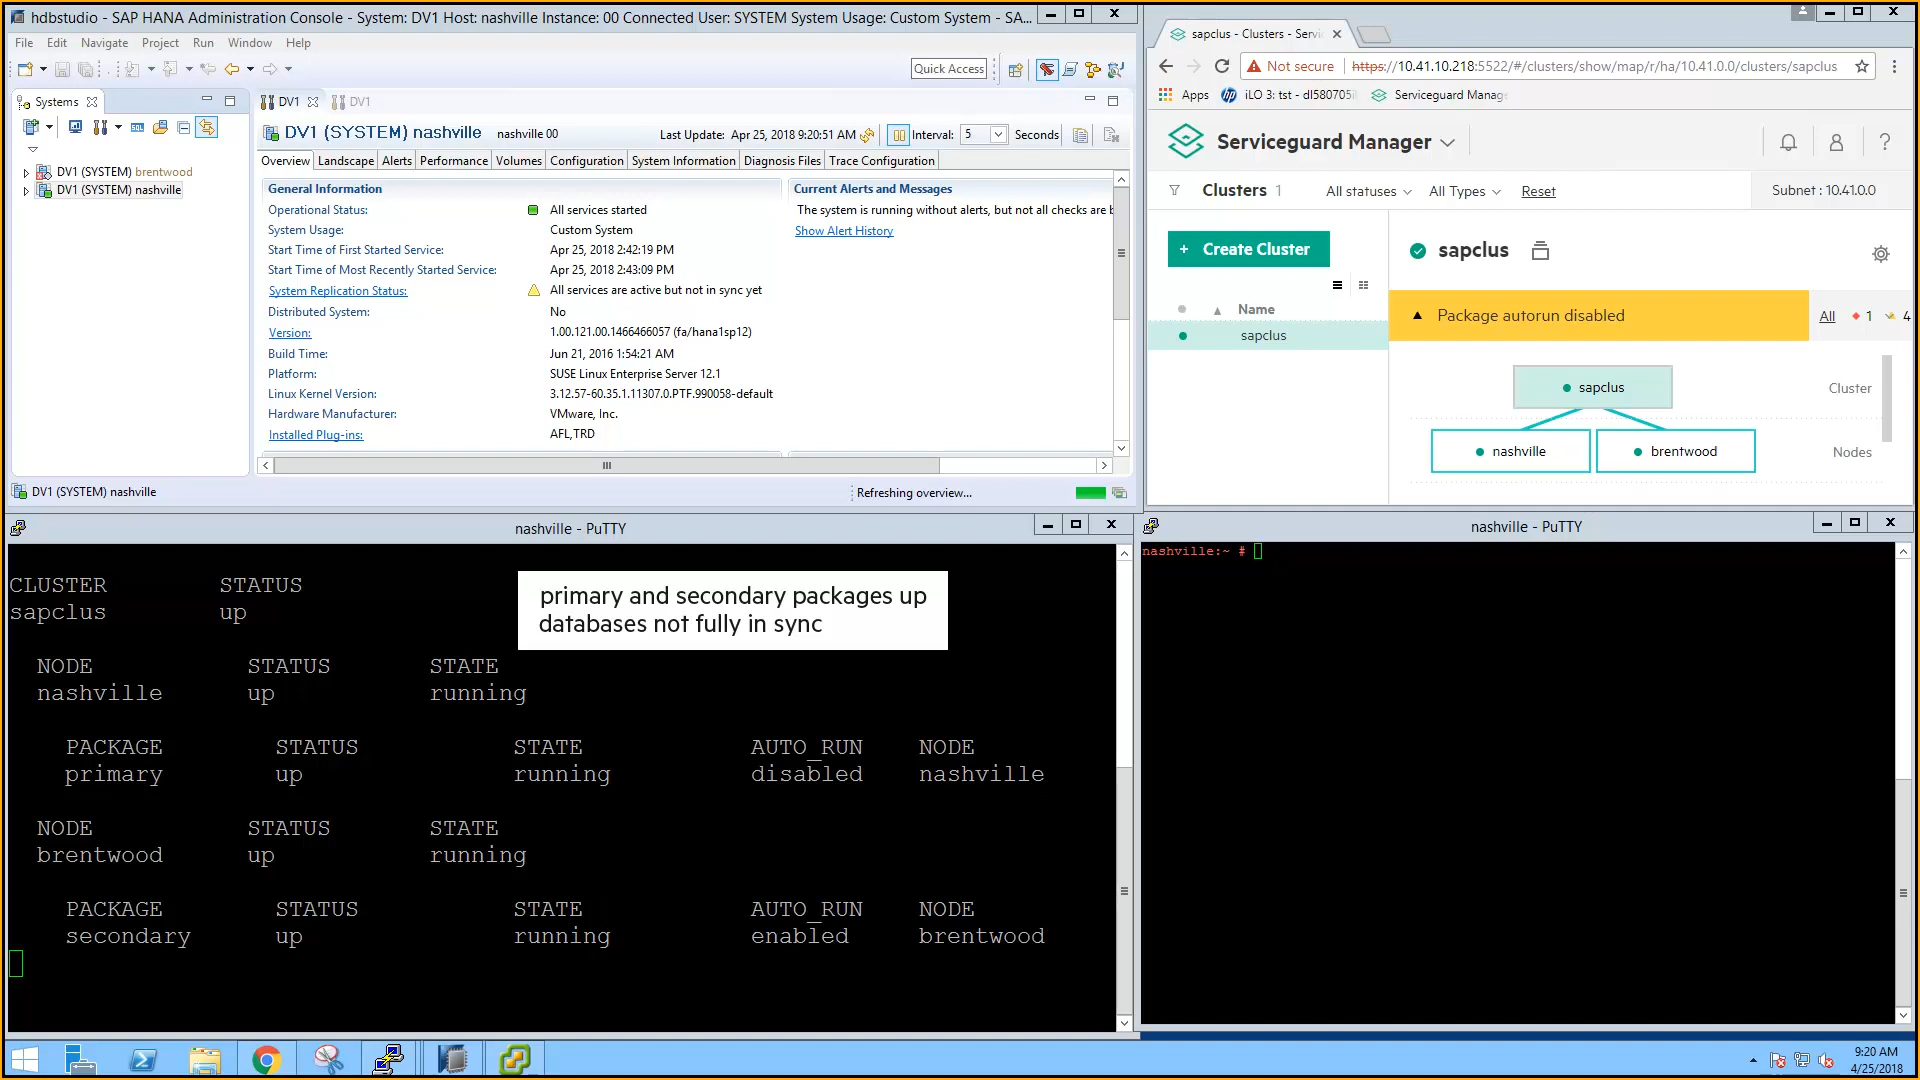 hdbstudio - SAP HANA Administration Console - System: DV1 Host: nashville Instance: 00 Connected User: SYSTEM System Usage: Custom System - SA...
File Edit Navigate Project Run Window Help
Quick Access
Systems
DV1 (SYSTEM) brentwood
DV1 (SYSTEM) nashville
DV1 DV1
DV1 (SYSTEM) nashville nashville 00
Last Update: Apr 25, 2018 9:20:51 AM Interval: 5 Seconds
Overview Landscape Alerts Performance Volumes Configuration System Information Diagnosis Files Trace Configuration
General Information
Operational Status: All services started
System Usage: Custom System
Start Time of First Started Service: Apr 25, 2018 2:42:19 PM
Start Time of Most Recently Started Service: Apr 25, 2018 2:43:09 PM
System Replication Status: All services are active but not in sync yet
Distributed System: No
Version: 1.00.121.00.1466466057 (fa/hana1sp12)
Build Time: Jun 21, 2016 1:54:21 AM
Platform: SUSE Linux Enterprise Server 12.1
Linux Kernel Version: 3.12.57-60.35.1.11307.0.PTF.990058-default
Hardware Manufacturer: VMware, Inc.
Installed Plug-ins: AFL,TRD
Current Alerts and Messages
The system is running without alerts, but not all checks are b
Show Alert History
DV1 (SYSTEM) nashville
Refreshing overview...
sapclus - Clusters - Servi
Not secure https://10.41.10.218:5522/#/clusters/show/map/r/ha/10.41.0.0/clusters/sapclus
Apps iLO 3: tst - dl580705i Serviceguard Manag
Serviceguard Manager
?
Clusters 1 All statuses All Types Reset
Subnet : 10.41.0.0
+ Create Cluster
Name
sapclus
sapclus
Package autorun disabled
All 1 4
sapclus
Cluster
nashville
brentwood
Nodes
nashville - PuTTY
CLUSTER STATUS
sapclus up
primary and secondary packages up
databases not fully in sync
NODE STATUS STATE
nashville up running
PACKAGE STATUS STATE AUTO_RUN NODE
primary up running disabled nashville
NODE STATUS STATE
brentwood up running
PACKAGE STATUS STATE AUTO_RUN NODE
secondary up running enabled brentwood
nashville - PuTTY
nashville:~ #
9:20 AM
4/25/2018